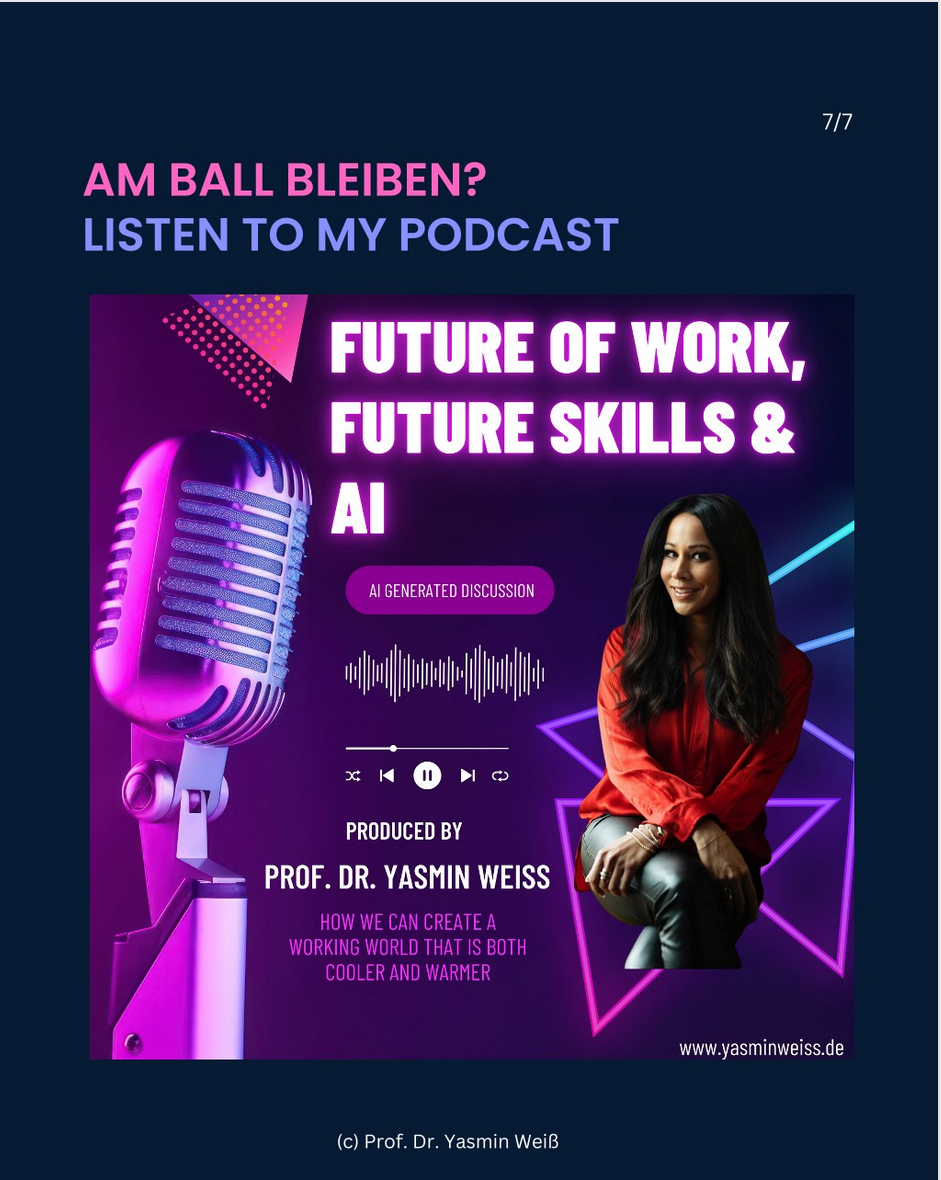 7/7
AM BALL BLEIBEN?
LISTEN TO MY PODCAST
FUTURE OF WORK,
FUTURE SKILLS &
AI
AI GENERATED DISCUSSION
PRODUCED BY
PROF. DR. YASMIN WEISS
HOW WE CAN CREATE A
WORKING WORLD THAT IS BOTH
COOLER AND WARMER
www.yasminweiss.de
(c) Prof. Dr. Yasmin Weiß